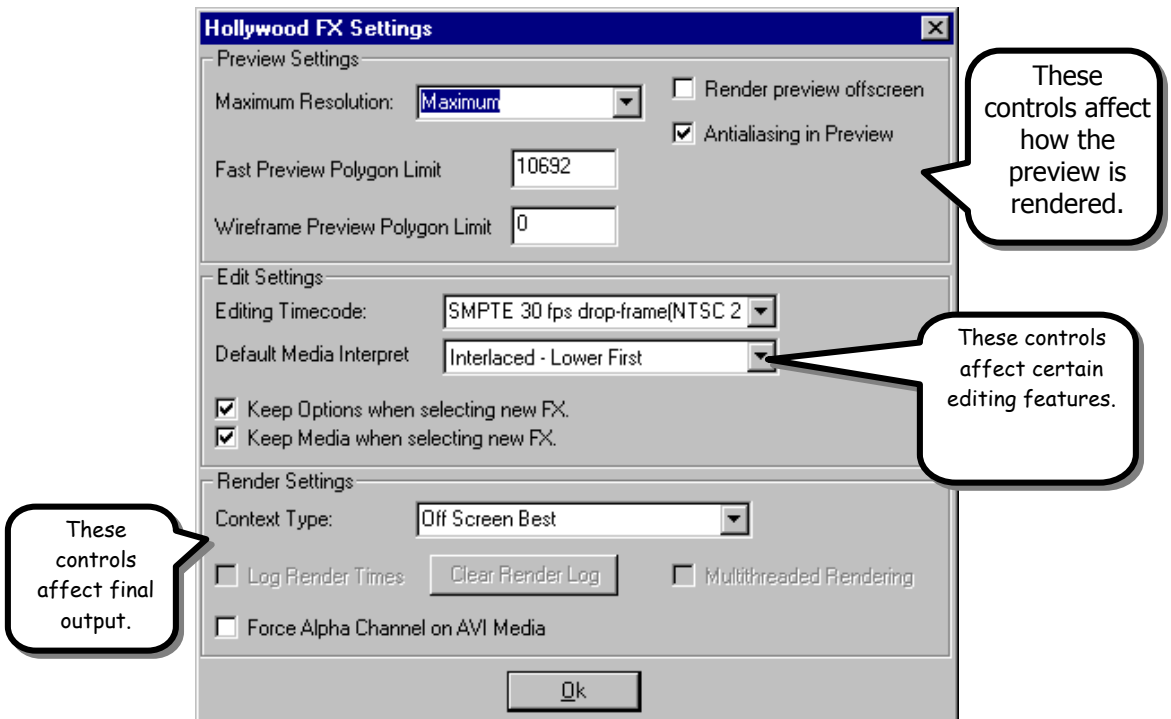 Hollywood FX Settings
Preview Settings
Maximum Resolution:
Maximum
Render preview offscreen
Antialiasing in Preview
Fast Preview Polygon Limit
10692
Wireframe Preview Polygon Limit
0
These
controls affect
how the
preview is
rendered.
Edit Settings
Editing Timecode:
SMPTE 30 fps drop-frame(NTSC 2
Default Media Interpret
Interlaced - Lower First
Keep Options when selecting new FX.
Keep Media when selecting new FX.
These controls
affect certain
editing features.
Render Settings
Context Type:
Off Screen Best
Log Render Times
Clear Render Log
Multithreaded Rendering
Force Alpha Channel on AVI Media
These
controls
affect final
output.
Ok